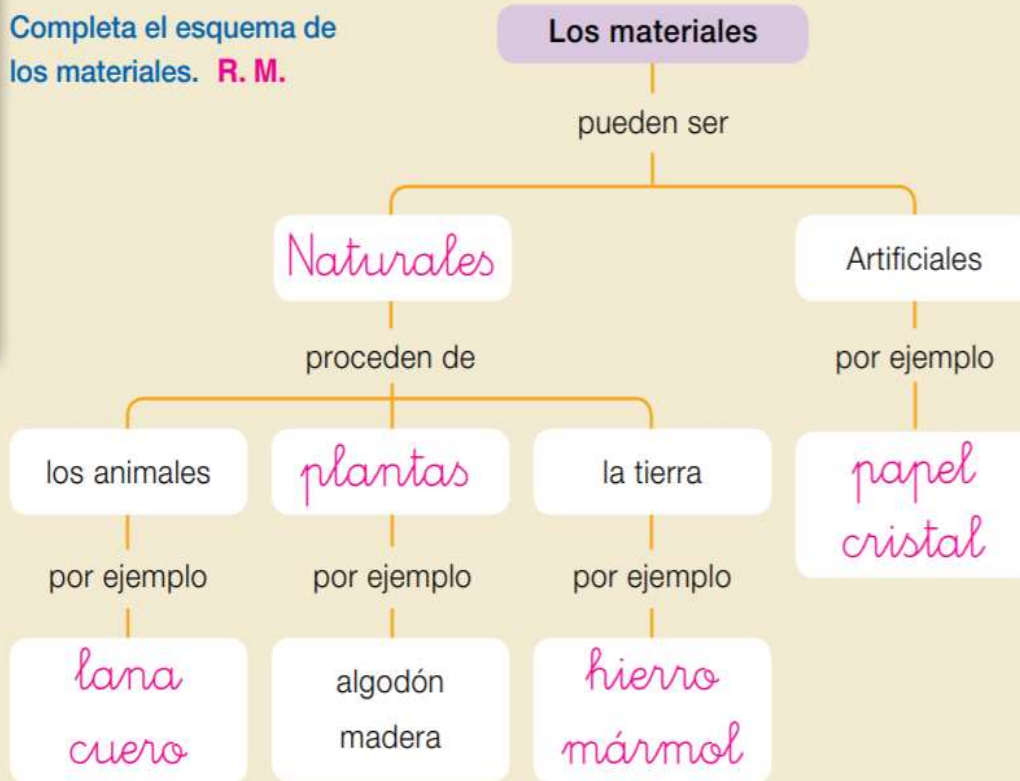 Completa el esquema de
los materiales. R. M.
Los materiales
pueden ser
Naturales
Artificiales
proceden de
por ejemplo
los animales
plantas
la tierra
papel
cristal
por ejemplo
por ejemplo
por ejemplo
lana
cuero
algodón
madera
hierro
mármol